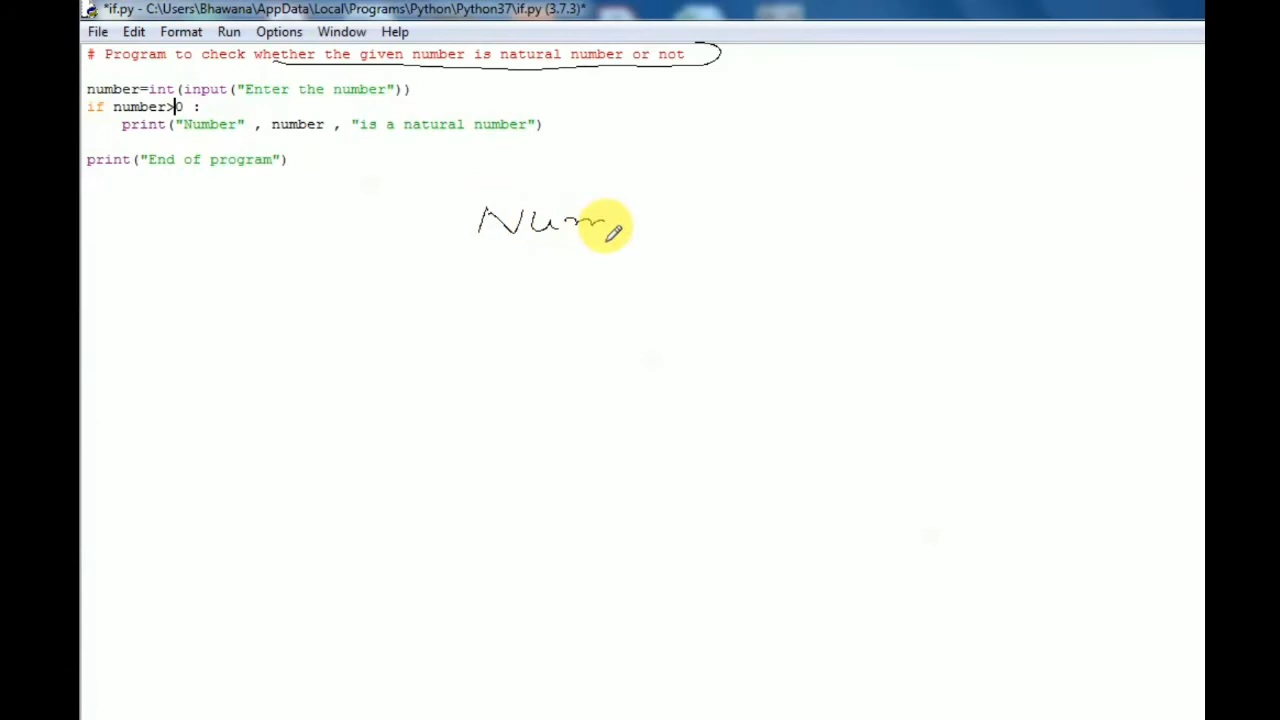 *if.py - C:\Users\Bhawana\AppData\Local\Programs\Python\Python37\if.py (3.7.3)*
File Edit Format Run Options Window Help
# Program to check whether the given number is natural number or not
number=int(input("Enter the number"))
if number>0 :
    print("Number" , number , "is a natural number")
print("End of program")
Num